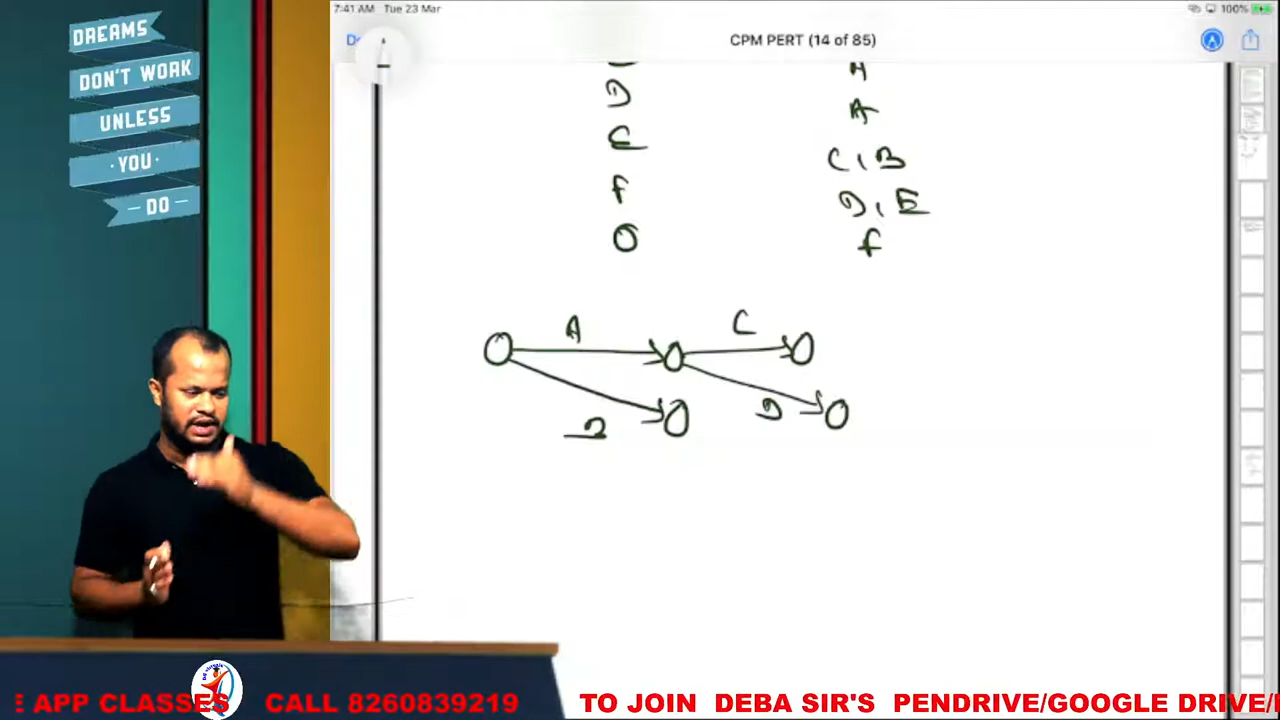 DREAMS
DON'T WORK
UNLESS
· YOU ·
— DO —
7:41 AM Tue 23 Mar
100%
CPM PERT (14 of 85)
A
D A
E C, B
F D, E
f
A
C
D
E APP CLASSES CALL 8260839219 TO JOIN DEBA SIR'S PENDRIVE/GOOGLE DRIVE/